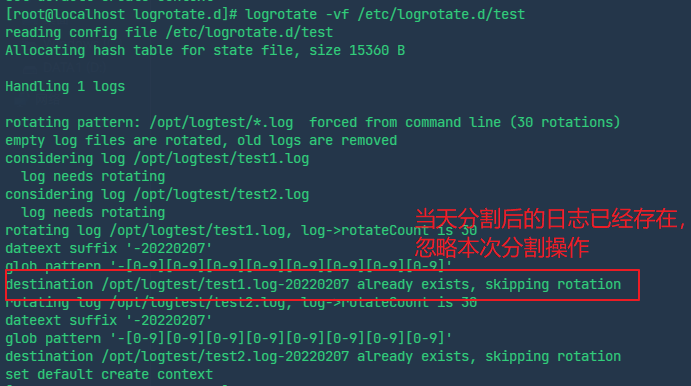 [root@localhost logrotate.d]# logrotate -vf /etc/logrotate.d/test
reading config file /etc/logrotate.d/test
Allocating hash table for state file, size 15360 B
Handling 1 logs
rotating pattern: /opt/logtest/*.log  forced from command line (30 rotations)
empty log files are rotated, old logs are removed
considering log /opt/logtest/test1.log
  log needs rotating
considering log /opt/logtest/test2.log
  log needs rotating
当天分割后的日志已经存在,
忽略本次分割操作
rotating log /opt/logtest/test1.log, log->rotateCount is 30
dateext suffix '-20220207'
glob pattern '-[0-9][0-9][0-9][0-9][0-9][0-9][0-9][0-9]'
destination /opt/logtest/test1.log-20220207 already exists, skipping rotation
rotating log /opt/logtest/test2.log, log->rotateCount is 30
dateext suffix '-20220207'
glob pattern '-[0-9][0-9][0-9][0-9][0-9][0-9][0-9][0-9]'
destination /opt/logtest/test2.log-20220207 already exists, skipping rotation
set default create context